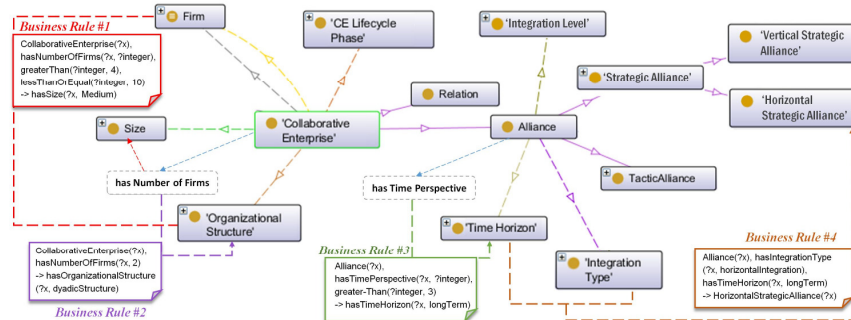 Business Rule #1
CollaborativeEnterprise(?x),
hasNumberOfFirms(?x, ?integer),
greaterThan(?integer, 4),
lessThanOrEqual(?integer, 10)
-> hasSize(?x, Medium)
Firm
'CE Lifecycle
Phase'
'Integration Level'
'Vertical Strategic
Alliance'
'Strategic Alliance'
'Horizontal
Strategic Alliance'
Relation
Size
'Collaborative
Enterprise'
Alliance
has Number of Firms
has Time Perspective
TacticAlliance
'Organizational
Structure'
'Time Horizon'
'Integration
Type'
CollaborativeEnterprise(?x),
hasNumberOfFirms(?x, 2)
-> hasOrganizationalStructure
(?x, dyadicStructure)
Business Rule #2
Business Rule #3
Alliance(?x),
hasTimePerspective(?x, ?integer),
greater-Than(?integer, 3)
-> hasTimeHorizon(?x, longTerm)
Business Rule #4
Alliance(?x), hasIntegrationType
(?x, horizontalIntegration),
hasTimeHorizon(?x, longTerm)
-> HorizontalStrategicAlliance(?x)